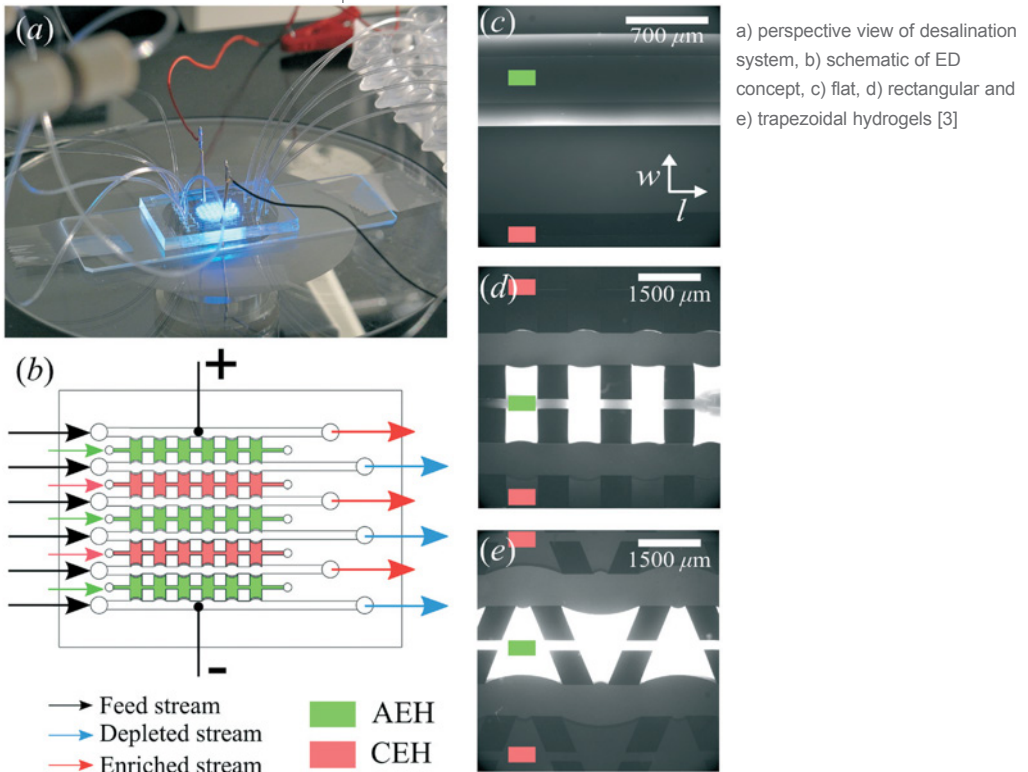 (a)
(b)
+
-
Feed stream
Depleted stream
Enriched stream
AEH
CEH
(c)
700 μm
w
l
(d)
1500 μm
(e)
1500 μm
a) perspective view of desalination
system, b) schematic of ED
concept, c) flat, d) rectangular and
e) trapezoidal hydrogels [3]